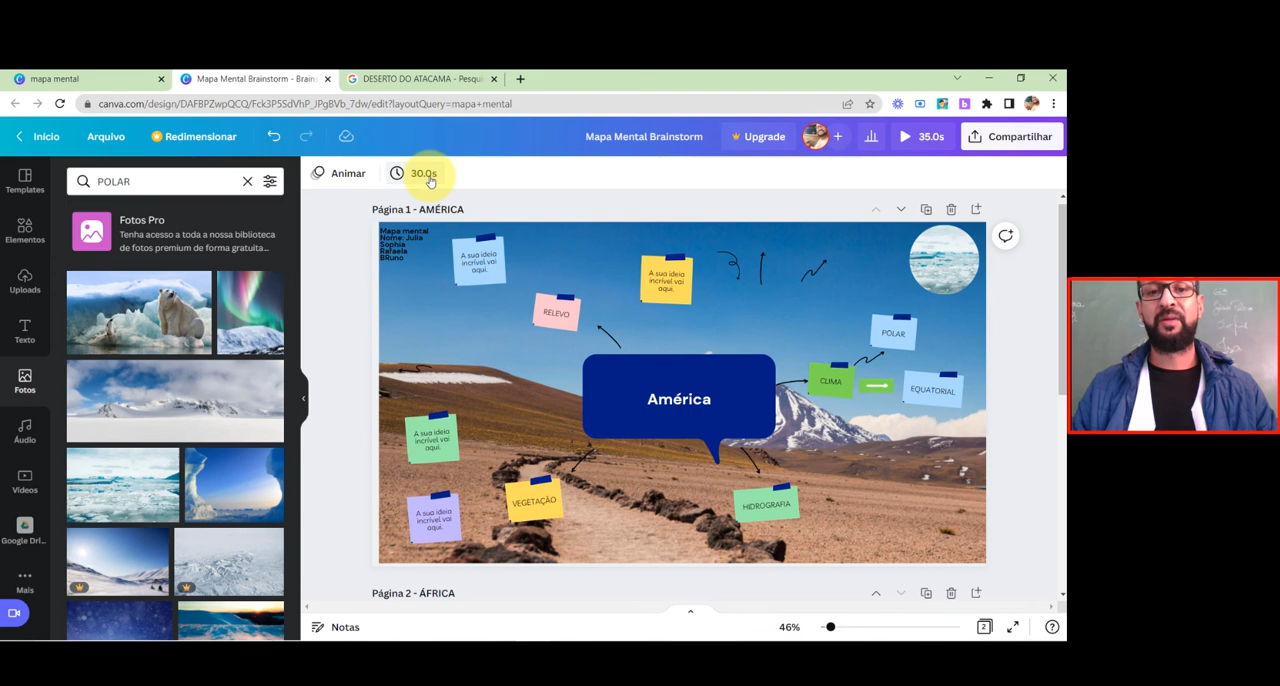 mapa mental
Mapa Mental Brainstorm - Brain
DESERTO DO ATACAMA - Pesqui
canva.com/design/DAFBPZwpQCQ/Fck3P5SdVhP_JPgBVb_7dw/edit?layoutQuery=mapa+mental
Início
Arquivo
Redimensionar
Mapa Mental Brainstorm
Upgrade
35.0s
Compartilhar
Templates
Elementos
Uploads
Texto
Fotos
Áudio
Vídeos
Google Dri...
Mais
POLAR
Fotos Pro
Tenha acesso a toda a nossa biblioteca
de fotos premium de forma gratuita...
Animar
30.0s
Página 1 - AMÉRICA
Mapa mental
Nome: Julia
Sophia
Rafaela
BRuno
A sua ideia
incrível vai
aqui.
A sua ideia
incrível vai
aqui.
RELEVO
POLAR
CLIMA
EQUATORIAL
América
A sua ideia
incrível vai
aqui.
VEGETAÇÃO
HIDROGRAFIA
A sua ideia
incrível vai
aqui.
Página 2 - ÁFRICA
Notas
46%
2